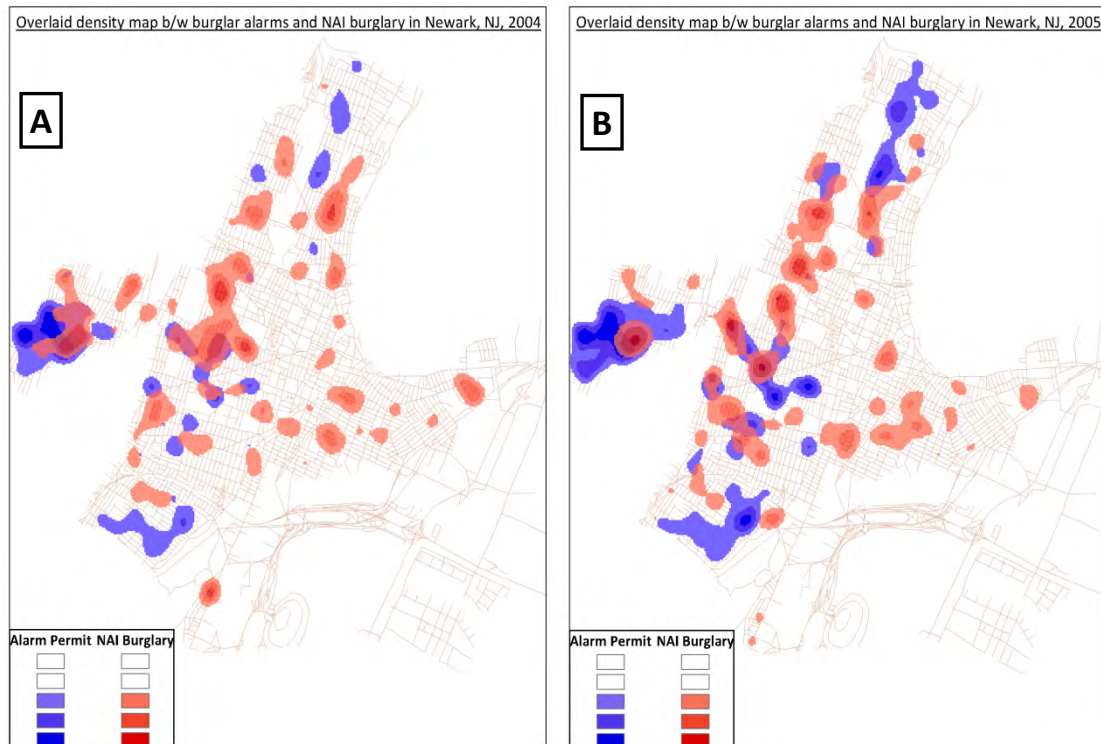 Overlaid density map b/w burglar alarms and NAI burglary in Newark, NJ, 2004
A
Alarm Permit NAI Burglary
Overlaid density map b/w burglar alarms and NAI burglary in Newark, NJ, 2005
B
Alarm Permit NAI Burglary